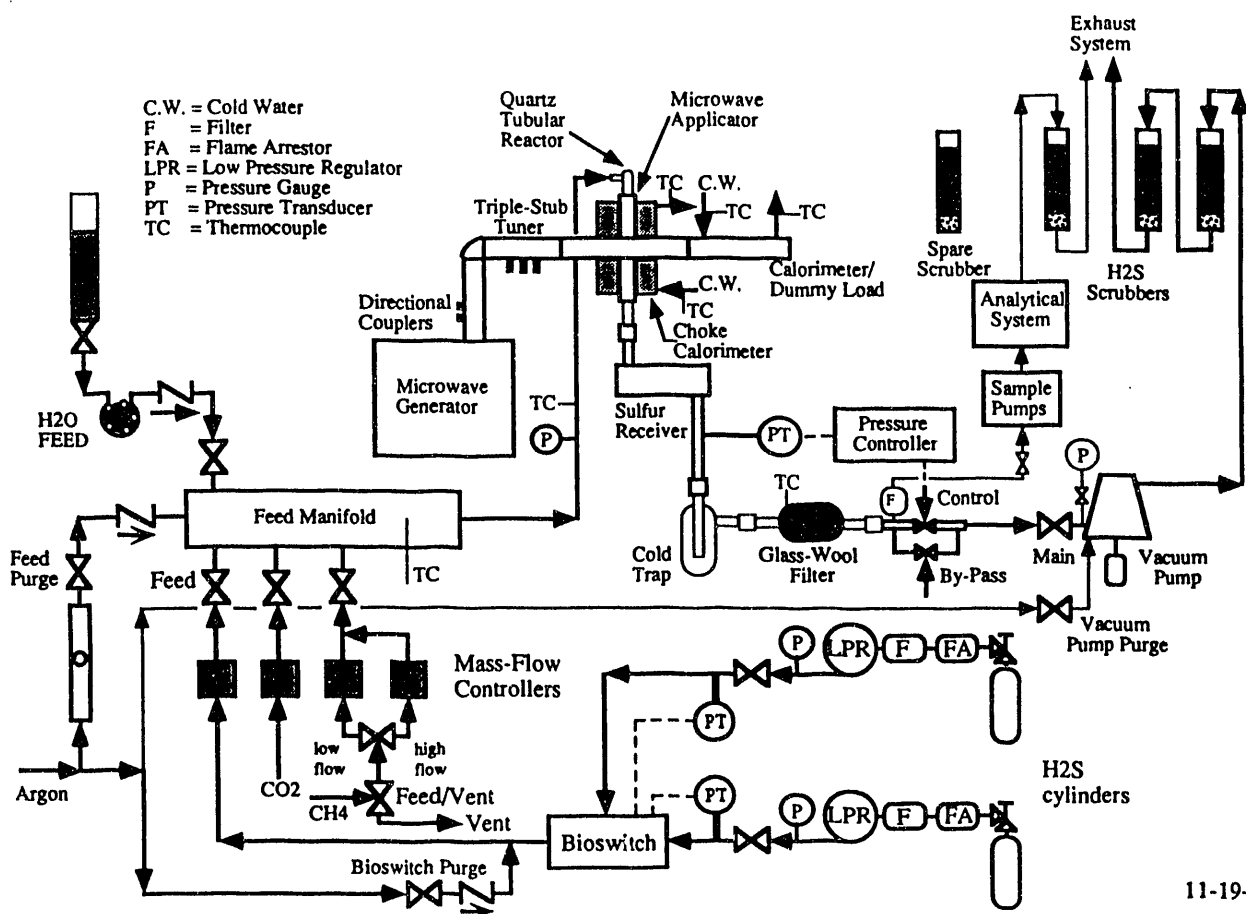 Exhaust
System
C.W. = Cold Water
F = Filter
FA = Flame Arrestor
LPR = Low Pressure Regulator
P = Pressure Gauge
PT = Pressure Transducer
TC = Thermocouple
Quartz
Tubular
Reactor
Microwave
Applicator
TC
C.W.
TC
TC
Triple-Stub
Tuner
Spare
Scrubber
H2S
Scrubbers
Calorimeter/
Dummy Load
C.W.
TC
Directional
Couplers
Choke
Calorimeter
Analytical
System
Microwave
Generator
Sample
Pumps
H2O
FEED
TC
P
Sulfur
Receiver
PT
Pressure
Controller
P
TC
F
Control
Feed Manifold
Feed
Purge
Feed
TC
Cold
Trap
Glass-Wool
Filter
By-Pass
Main
Vacuum
Pump
Vacuum
Pump Purge
Mass-Flow
Controllers
P
LPR
F
FA
PT
low
flow
high
flow
Argon
CO2
CH4
Feed/Vent
Vent
PT
P
LPR
F
FA
H2S
cylinders
Bioswitch
Bioswitch Purge
11-19-